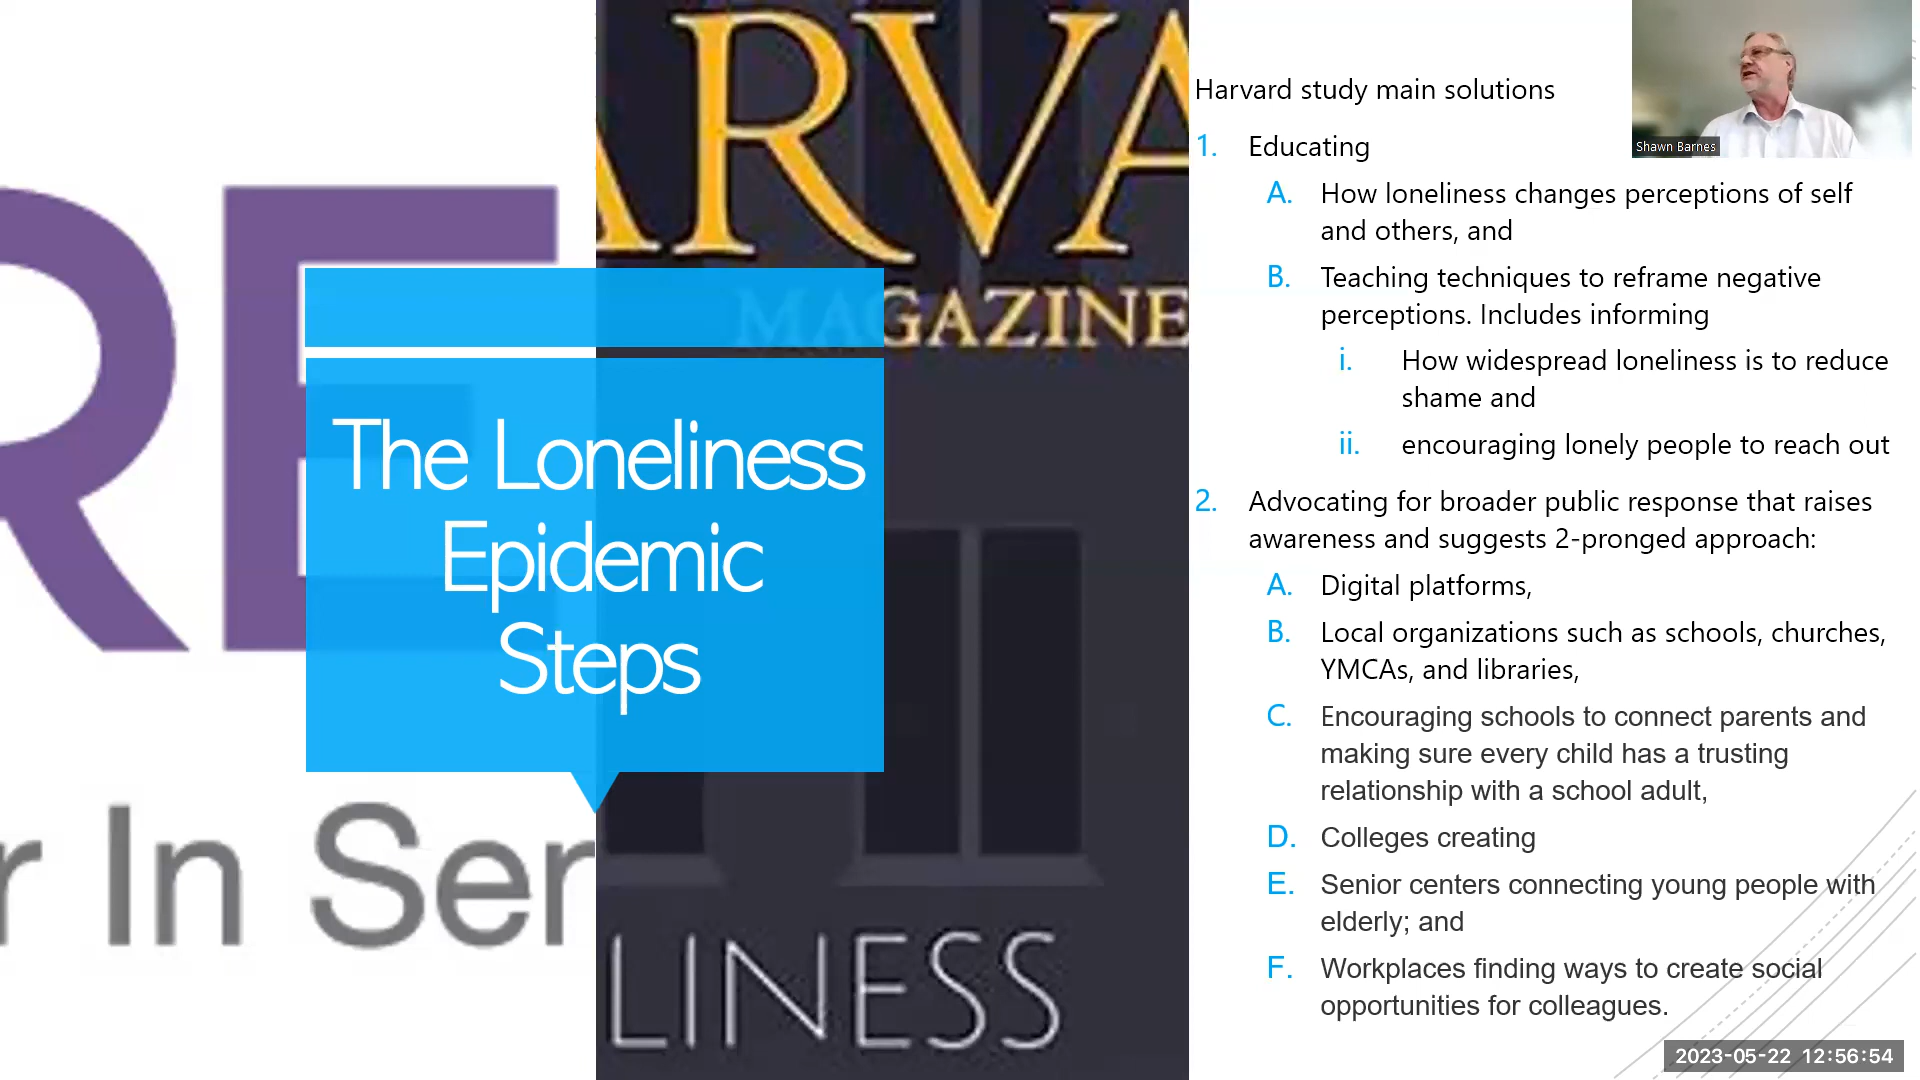 RE
r In Ser
ARVA
MAGAZINE
LINESS
The Loneliness
Epidemic
Steps
Harvard study main solutions
1. Educating
A. How loneliness changes perceptions of self
and others, and
B. Teaching techniques to reframe negative
perceptions. Includes informing
i. How widespread loneliness is to reduce
shame and
ii. encouraging lonely people to reach out
2. Advocating for broader public response that raises
awareness and suggests 2-pronged approach:
A. Digital platforms,
B. Local organizations such as schools, churches,
YMCAs, and libraries,
C. Encouraging schools to connect parents and
making sure every child has a trusting
relationship with a school adult,
D. Colleges creating
E. Senior centers connecting young people with
elderly; and
F. Workplaces finding ways to create social
opportunities for colleagues.
Shawn Barnes
2023-05-22 12:56:54